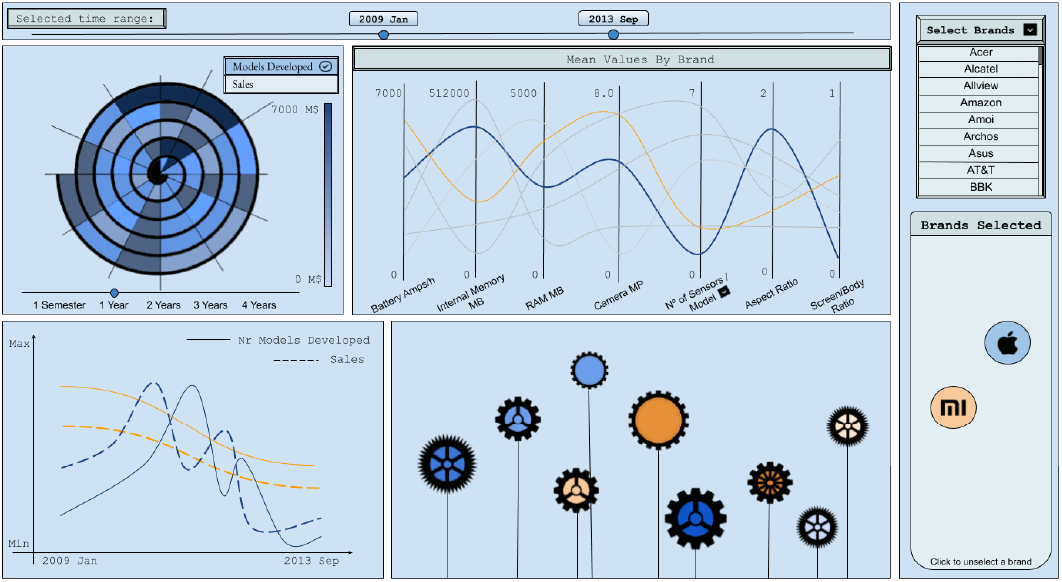 Selected time range:
2009 Jan
2013 Sep
Select Brands
Acer
Alcatel
Allview
Amazon
Amoi
Archos
Asus
AT&T
BBK
Models Developed
Sales
7000 M$
0 M$
1 Semester
1 Year
2 Years
3 Years
4 Years
Mean Values By Brand
7000
512000
5000
8.0
7
2
1
0
0
0
0
0
0
0
Battery Amps/h
Internal Memory
MB
RAM MB
Camera MP
Nº of Sensors /
Model
Aspect Ratio
Screen/Body
Ratio
Brands Selected
MI
Click to unselect a brand
Max
Nr Models Developed
Sales
Min
2009 Jan
2013 Sep